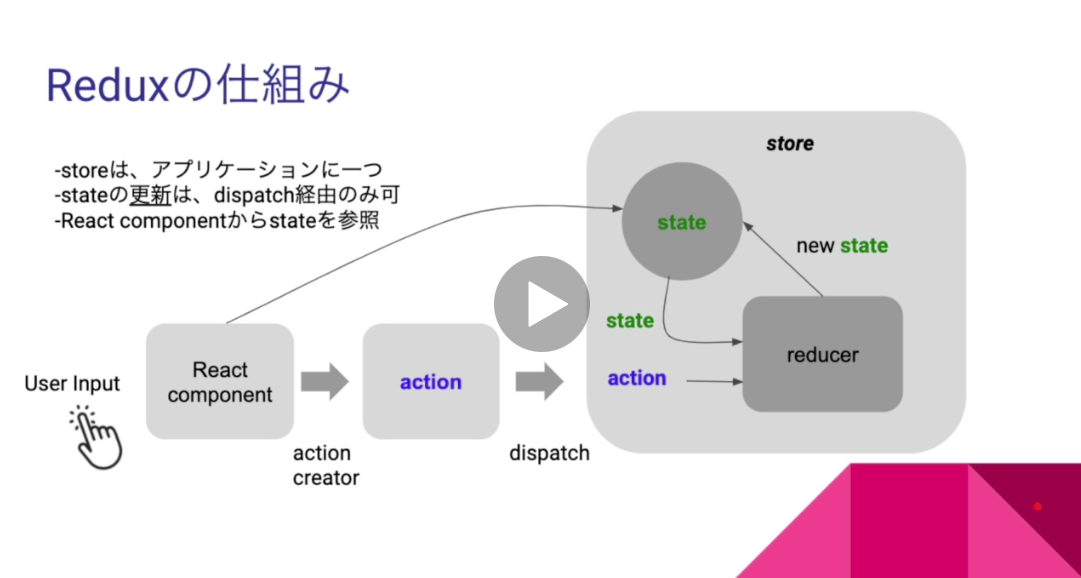 Reduxの仕組み
-storeは、アプリケーションに一つ
-stateの更新は、dispatch経由のみ可
-React componentからstateを参照
store
state
new state
state
reducer
action
User Input
React
component
action
action
creator
dispatch